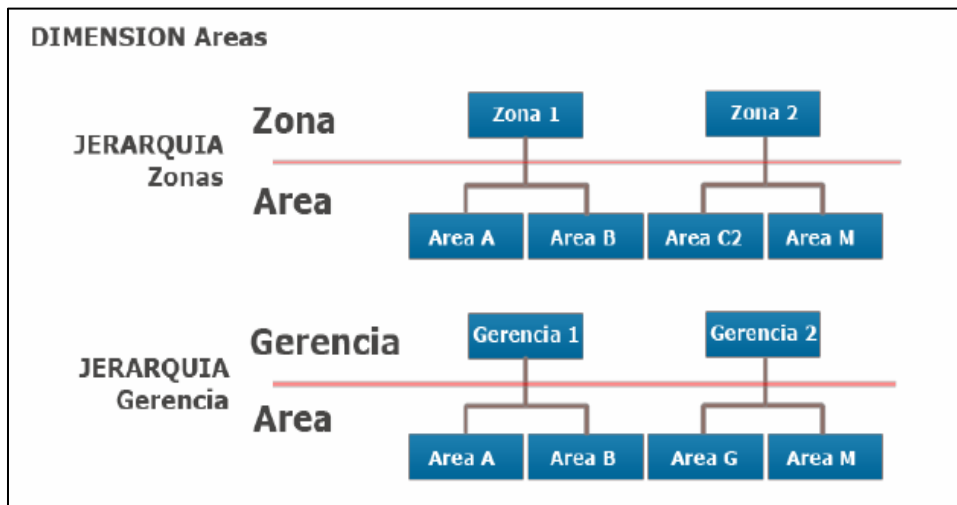 DIMENSION Areas
JERARQUIA
Zonas
Zona
Zona 1
Zona 2
Area
Area A
Area B
Area C2
Area M
JERARQUIA
Gerencia
Gerencia
Gerencia 1
Gerencia 2
Area
Area A
Area B
Area G
Area M